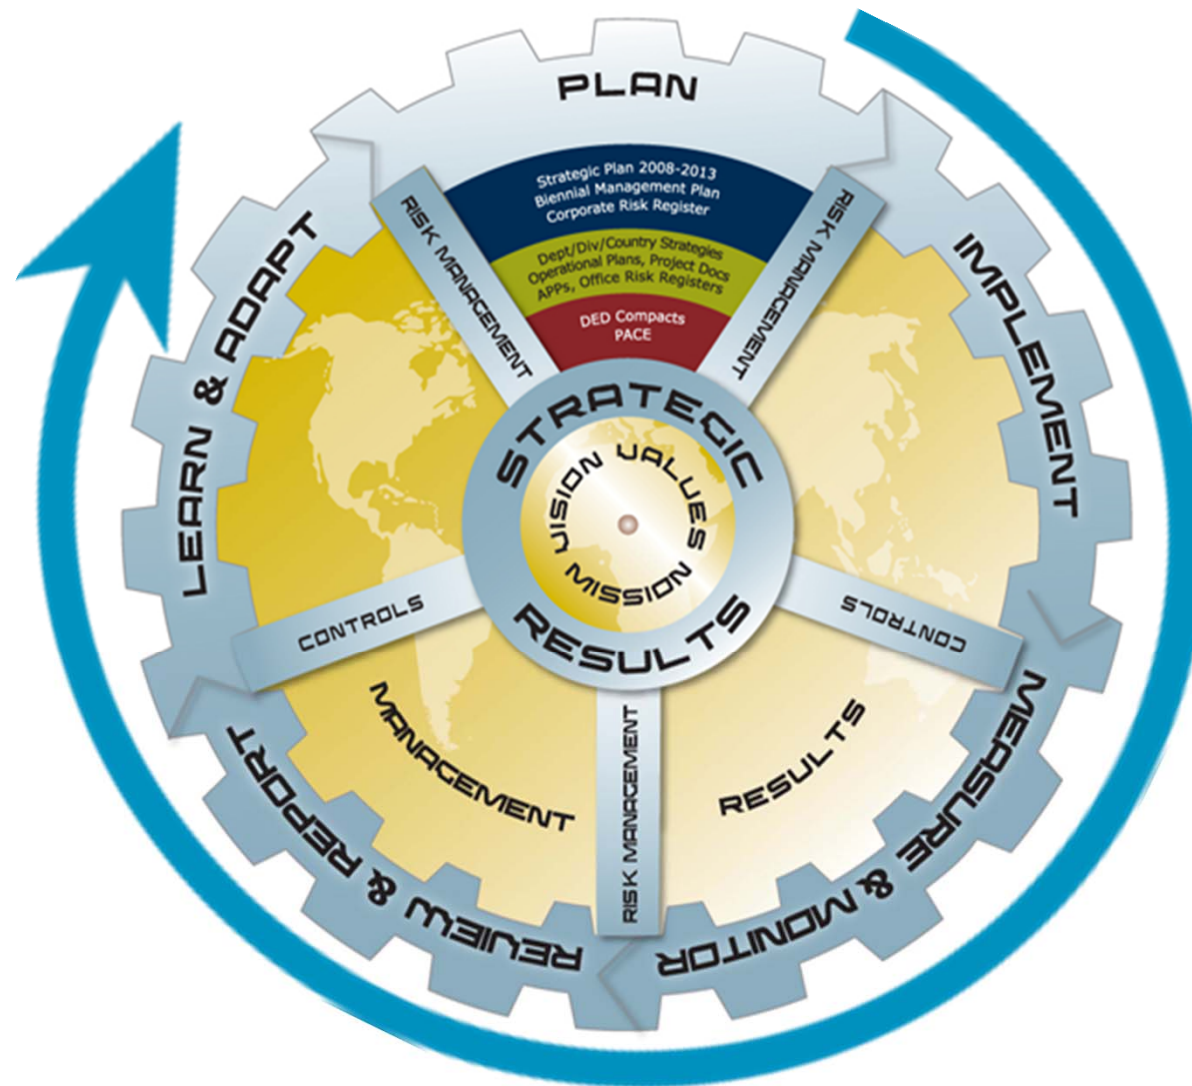 PLAN
Strategic Plan 2008-2013
Biennial Management Plan
Corporate Risk Register
Dept/Div/Country Strategies
Operational Plans, Project Docs
APPs, Office Risk Registers
DED Compacts
PACE
RISK MANAGEMENT
RISK MANAGEMENT
IMPLEMENT
LEARN & ADAPT
STRATEGIC
VISION VALUES
MISSION
RESULTS
CONTROLS
CONTROLS
MANAGEMENT
RESULTS
RISK MANAGEMENT
MEASURE & MONITOR
REVIEW & REPORT